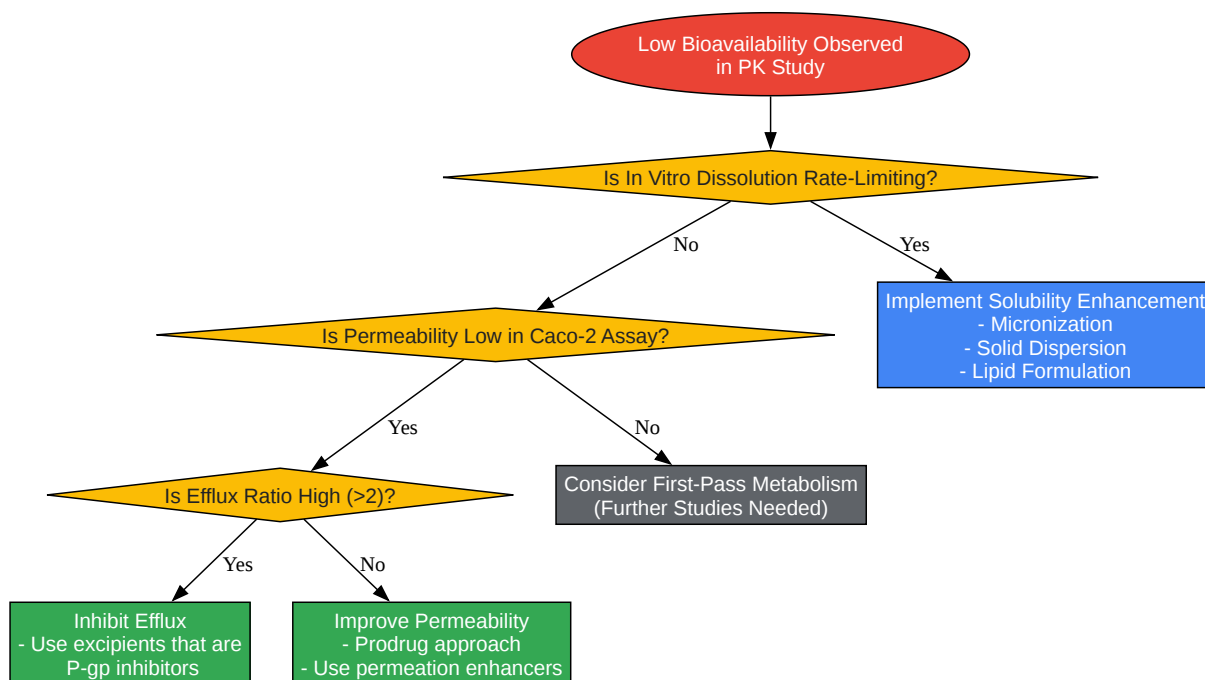 Low Bioavailability Observed
in PK Study
Is In Vitro Dissolution Rate-Limiting?
No
Yes
Implement Solubility Enhancement
- Micronization
- Solid Dispersion
- Lipid Formulation
Is Permeability Low in Caco-2 Assay?
Yes
No
Is Efflux Ratio High (>2)?
Consider First-Pass Metabolism
(Further Studies Needed)
Yes
No
Inhibit Efflux
- Use excipients that are
P-gp inhibitors
Improve Permeability
- Prodrug approach
- Use permeation enhancers